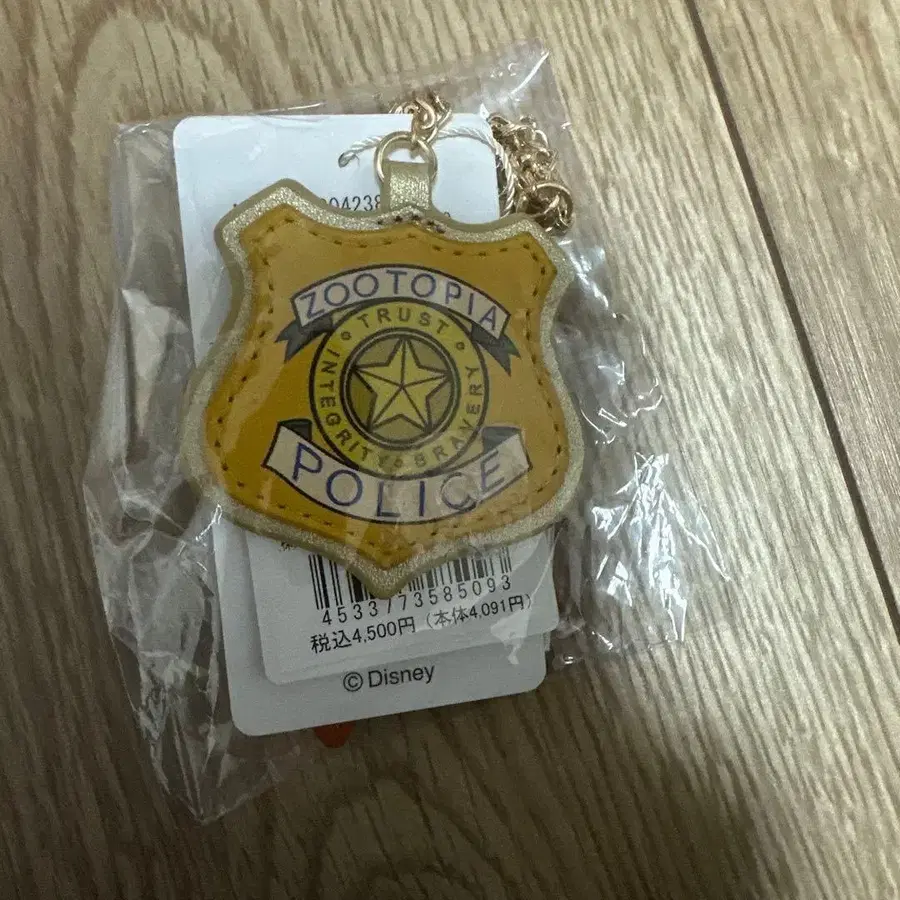 ZOOTOPIA
TRUST
INTEGRITY
BRAVERY
POLICE
4533773585093
税込4,500円 (本体4,091円)
© Disney